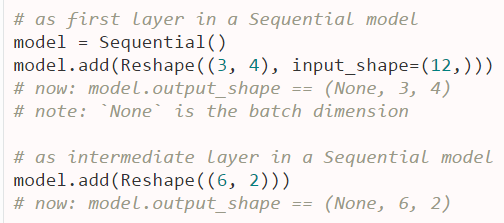 # as first layer in a Sequential model
model = Sequential()
model.add(Reshape((3, 4), input_shape=(12,)))
# now: model.output_shape == (None, 3, 4)
# note: `None` is the batch dimension

# as intermediate layer in a Sequential model
model.add(Reshape((6, 2)))
# now: model.output_shape == (None, 6, 2)